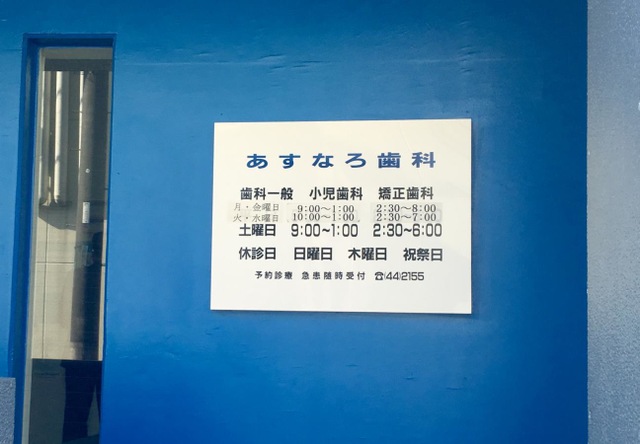 あすなろ歯科
歯科一般 小児歯科 矯正歯科
月・金曜日 9:00～1:00 2:30～8:00
火・水曜日 10:00～1:00 2:30～7:00
土曜日 9:00～1:00 2:30～6:00
休診日 日曜日 木曜日 祝祭日
予約診療 急患随時受付 ☎(44)2155